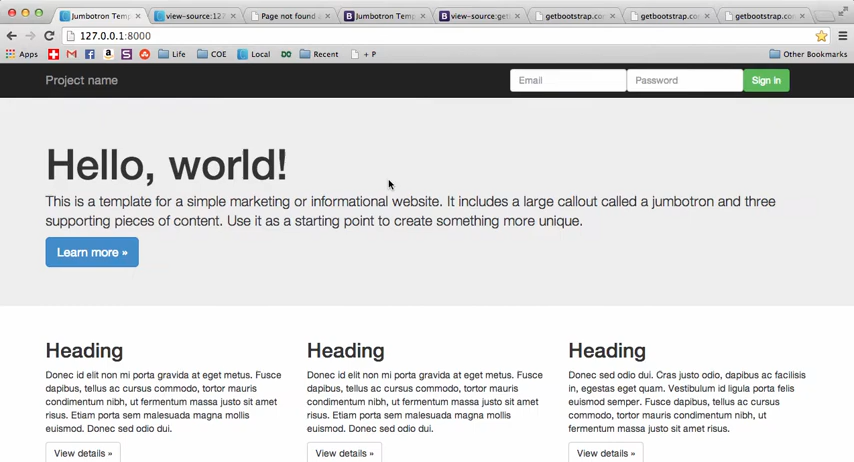 Jumbotron Temp
view-source:127
Page not found a
Jumbotron Temp
view-source:get
getbootstrap.co
getbootstrap.co
getbootstrap.co
127.0.0.1:8000
Apps
Life
COE
Local
Recent
+ P
Other Bookmarks
Project name
Email
Password
Sign in
Hello, world!
This is a template for a simple marketing or informational website. It includes a large callout called a jumbotron and three
supporting pieces of content. Use it as a starting point to create something more unique.
Learn more »
Heading
Donec id elit non mi porta gravida at eget metus. Fusce
dapibus, tellus ac cursus commodo, tortor mauris
condimentum nibh, ut fermentum massa justo sit amet
risus. Etiam porta sem malesuada magna mollis
euismod. Donec sed odio dui.
View details »
Heading
Donec id elit non mi porta gravida at eget metus. Fusce
dapibus, tellus ac cursus commodo, tortor mauris
condimentum nibh, ut fermentum massa justo sit amet
risus. Etiam porta sem malesuada magna mollis
euismod. Donec sed odio dui.
View details »
Heading
Donec sed odio dui. Cras justo odio, dapibus ac facilisis
in, egestas eget quam. Vestibulum id ligula porta felis
euismod semper. Fusce dapibus, tellus ac cursus
commodo, tortor mauris condimentum nibh, ut
fermentum massa justo sit amet risus.
View details »